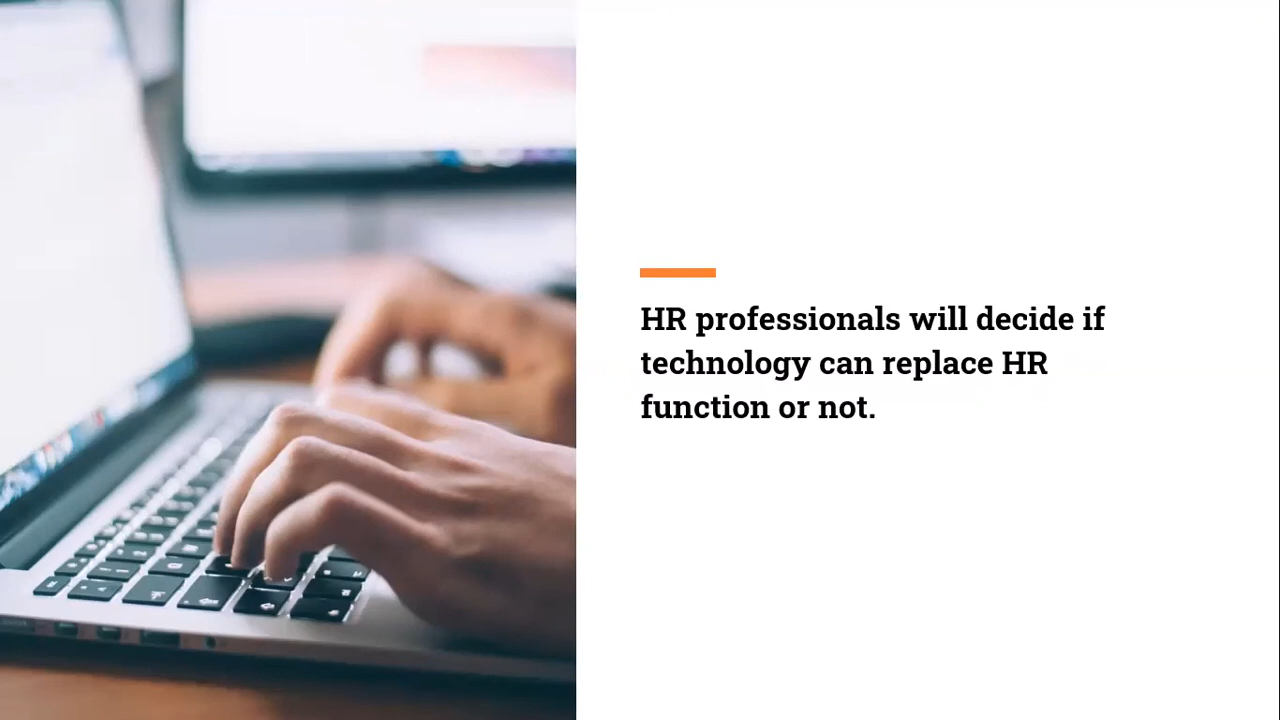 HR professionals will decide if
technology can replace HR
function or not.